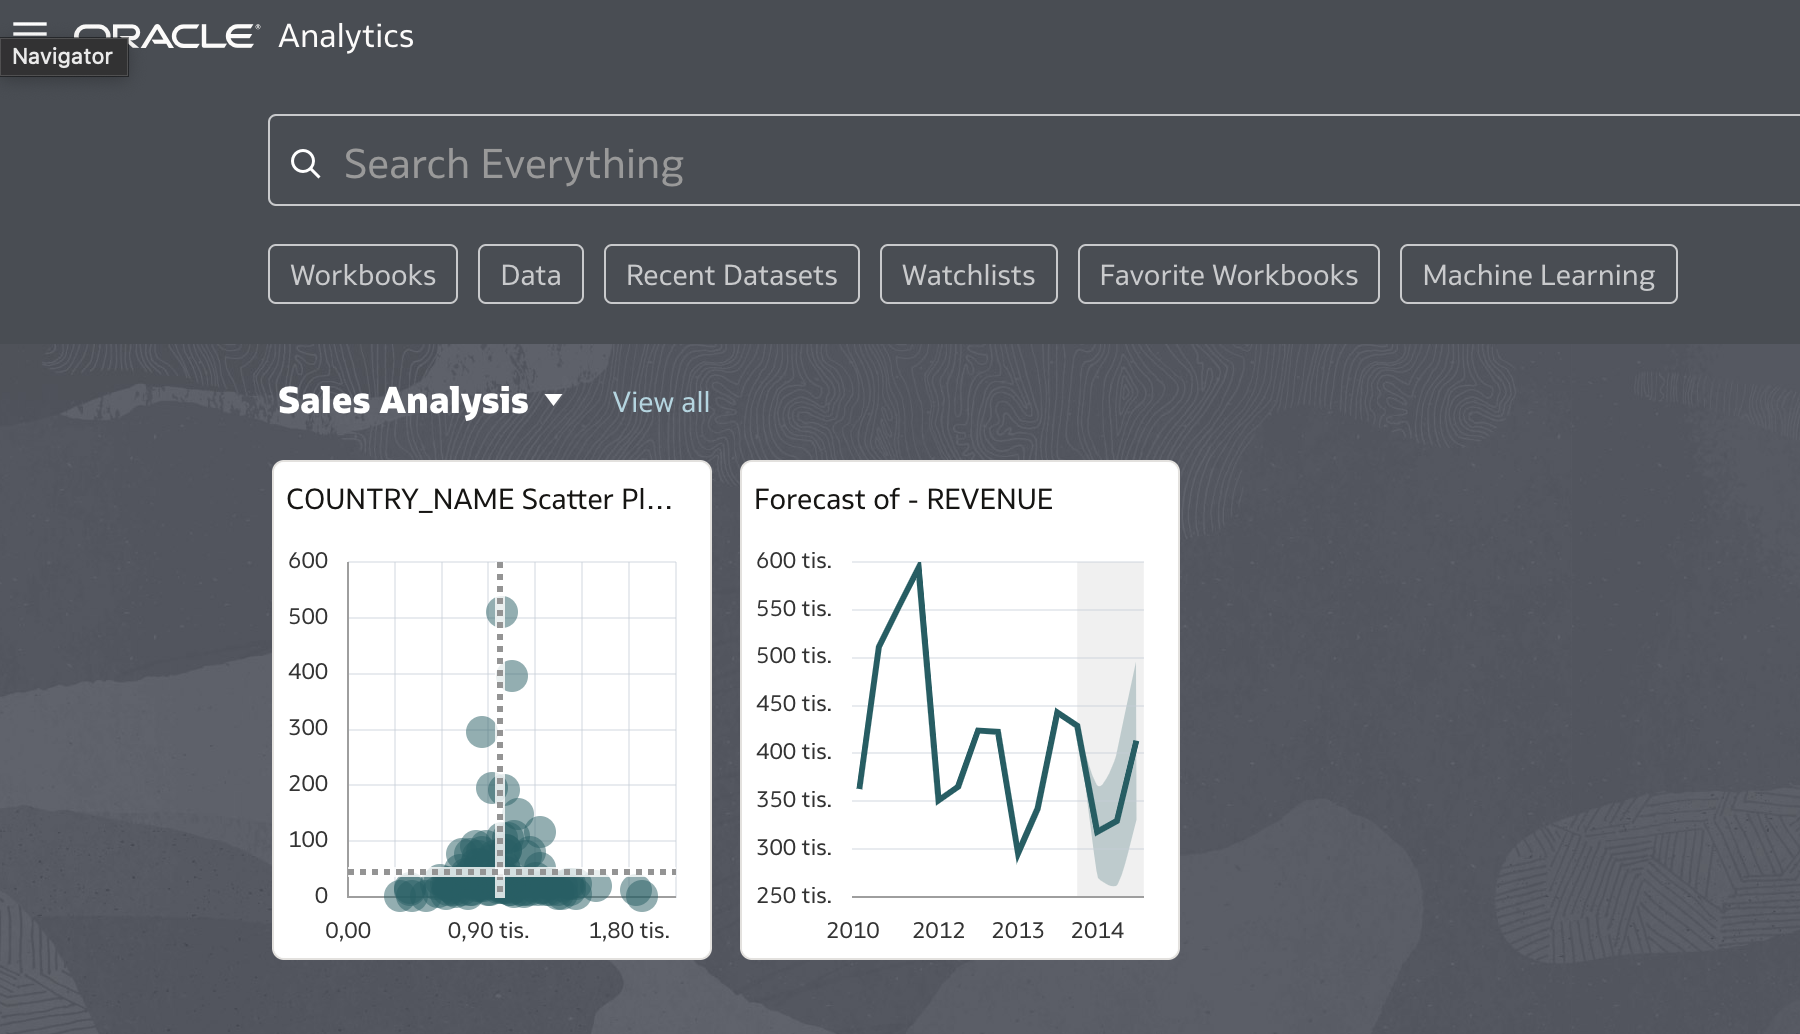 ORACLE® Analytics
Navigator
Search Everything
Workbooks Data Recent Datasets Watchlists Favorite Workbooks Machine Learning
Sales Analysis View all
COUNTRY_NAME Scatter Pl...
600
500
400
300
200
100
0
0,00 0,90 tis. 1,80 tis.
Forecast of - REVENUE
600 tis.
550 tis.
500 tis.
450 tis.
400 tis.
350 tis.
300 tis.
250 tis.
2010 2012 2013 2014